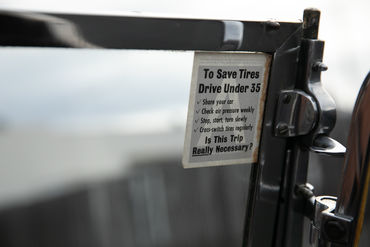 To Save Tires
Drive Under 35
✓ Share your car
✓ Check air pressure weekly
✓ Stop, start, turn slowly
✓ Cross-switch tires regularly
Is This Trip
Really Necessary?